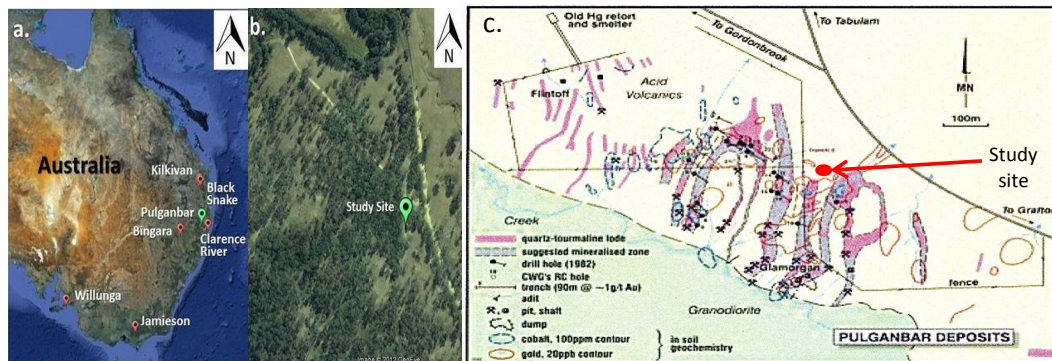 a.
N
Australia
Kilkivan
Black
Snake
Pulganbar
Bingara
Clarence
River
Willunga
Jamieson
b.
N
Study Site
C.
Old Hg retort
and smelter
To Gordonbrook
To Tabulam
Flintoff
Acid
Volcanics
MN
100m
Study
site
To Grafton
Creek
quartz-tourmaline lode
suggested mineralised zone
drill hole (1982)
CWG's RC hole
trench (90m @ ~1g/t Au)
adit
pit, shaft
dump
cobalt, 100ppm contour
gold, 20ppb contour
in soil
geochemistry
Glamorgan
Granodiorite
fence
PULGANBAR DEPOSITS